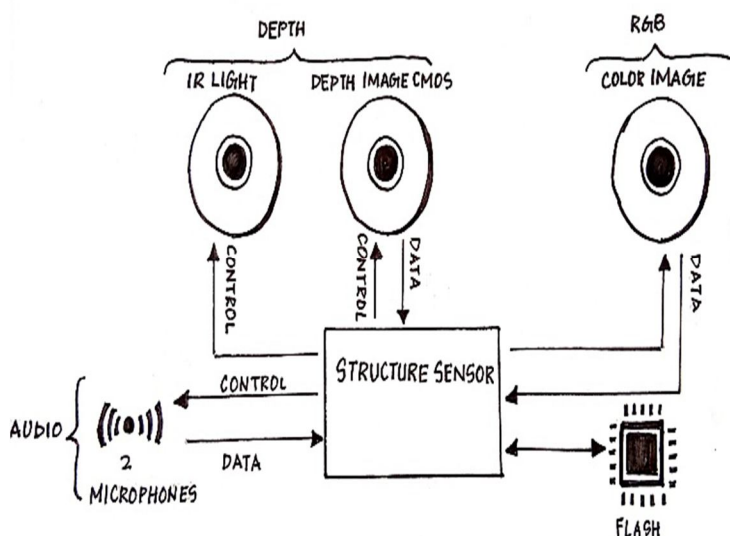 DEPTH
RGB
IR LIGHT
DEPTH IMAGE CMOS
COLOR IMAGE
CONTROL
CONTROL
DATA
DATA
STRUCTURE SENSOR
CONTROL
AUDIO
DATA
2
MICROPHONES
FLASH